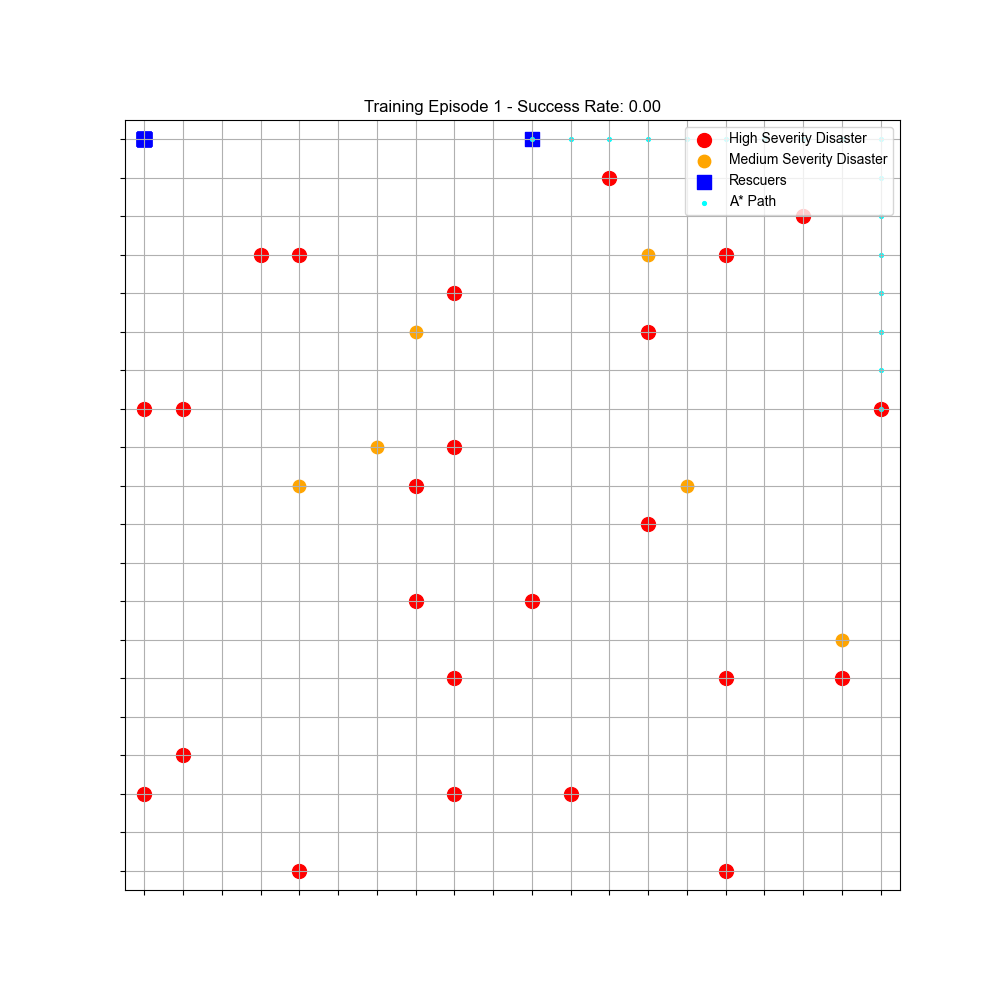 Training Episode 1 - Success Rate: 0.00
High Severity Disaster
Medium Severity Disaster
Rescuers
A* Path